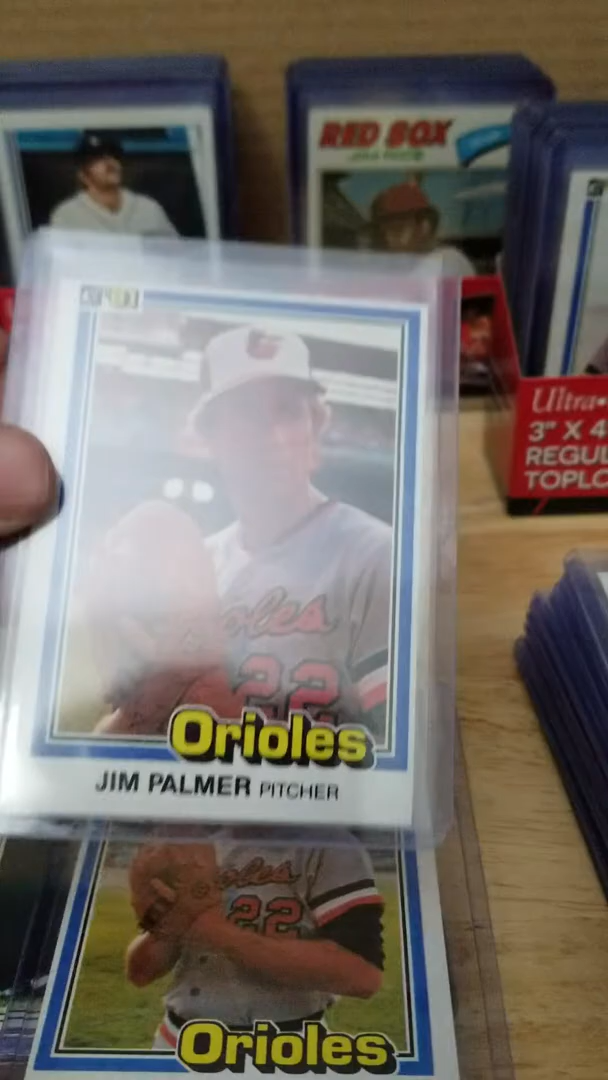 RED SOX
Orioles
22
Orioles
JIM PALMER PITCHER
Ultra
3" X 4
REGUL
TOPLO
Orioles
22
Orioles